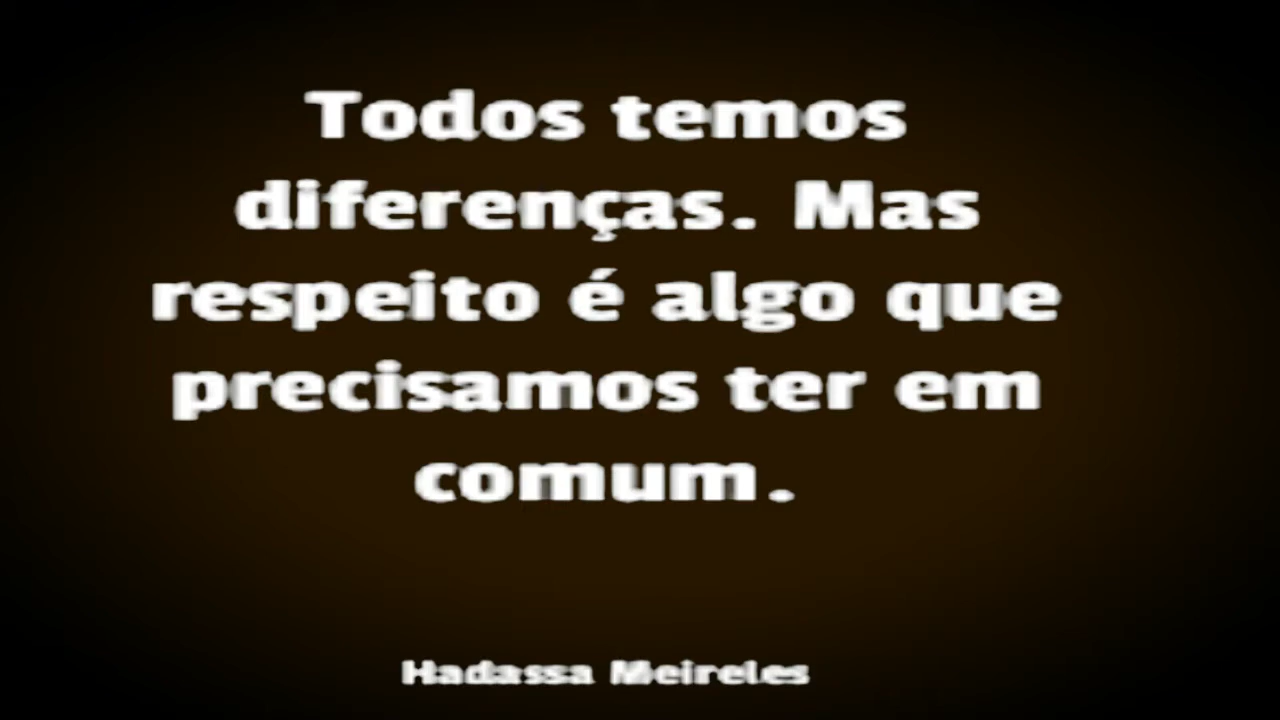 Todos temos
diferenças. Mas
respeito é algo que
precisamos ter em
comum.
Hadassa Meireles